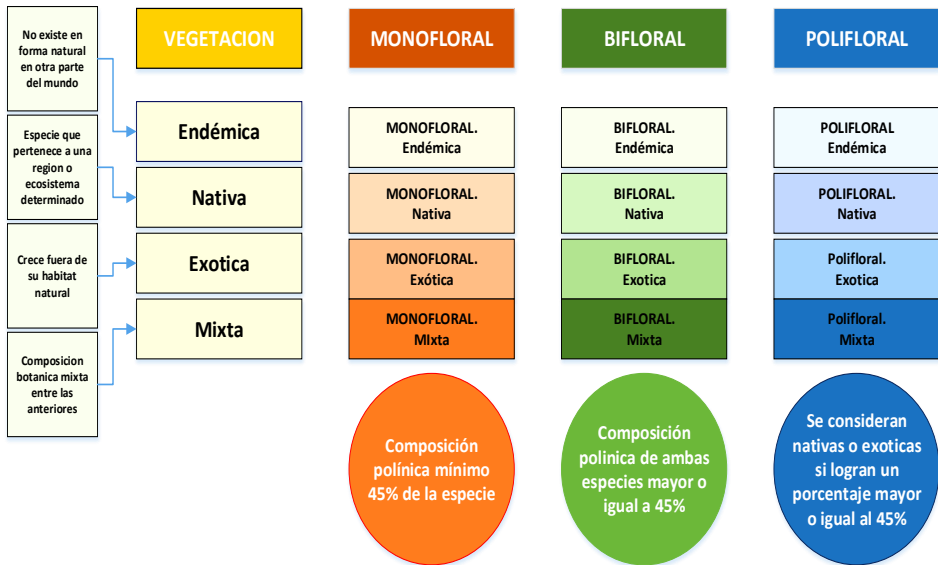 No existe en
forma natural
en otra parte
del mundo
Especie que
pertenece a una
region o
ecosistema
determinado
Crece fuera de
su habitat
natural
Composicion
botanica mixta
entre las
anteriores
VEGETACION
Endémica
Nativa
Exotica
Mixta
MONOFLORAL
MONOFLORAL.
Endémica
MONOFLORAL.
Nativa
MONOFLORAL.
Exótica
MONOFLORAL.
MIxta
Composición
polínica mínimo
45% de la especie
BIFLORAL
BIFLORAL.
Endémica
BIFLORAL.
Nativa
BIFLORAL.
Exotica
BIFLORAL.
Mixta
Composición
polinica de ambas
especies mayor o
igual a 45%
POLIFLORAL
POLIFLORAL
Endémica
POLIFLORAL.
Nativa
Polifloral.
Exotica
Polifloral.
Mixta
Se consideran
nativas o exoticas
si logran un
porcentaje mayor
o igual al 45%